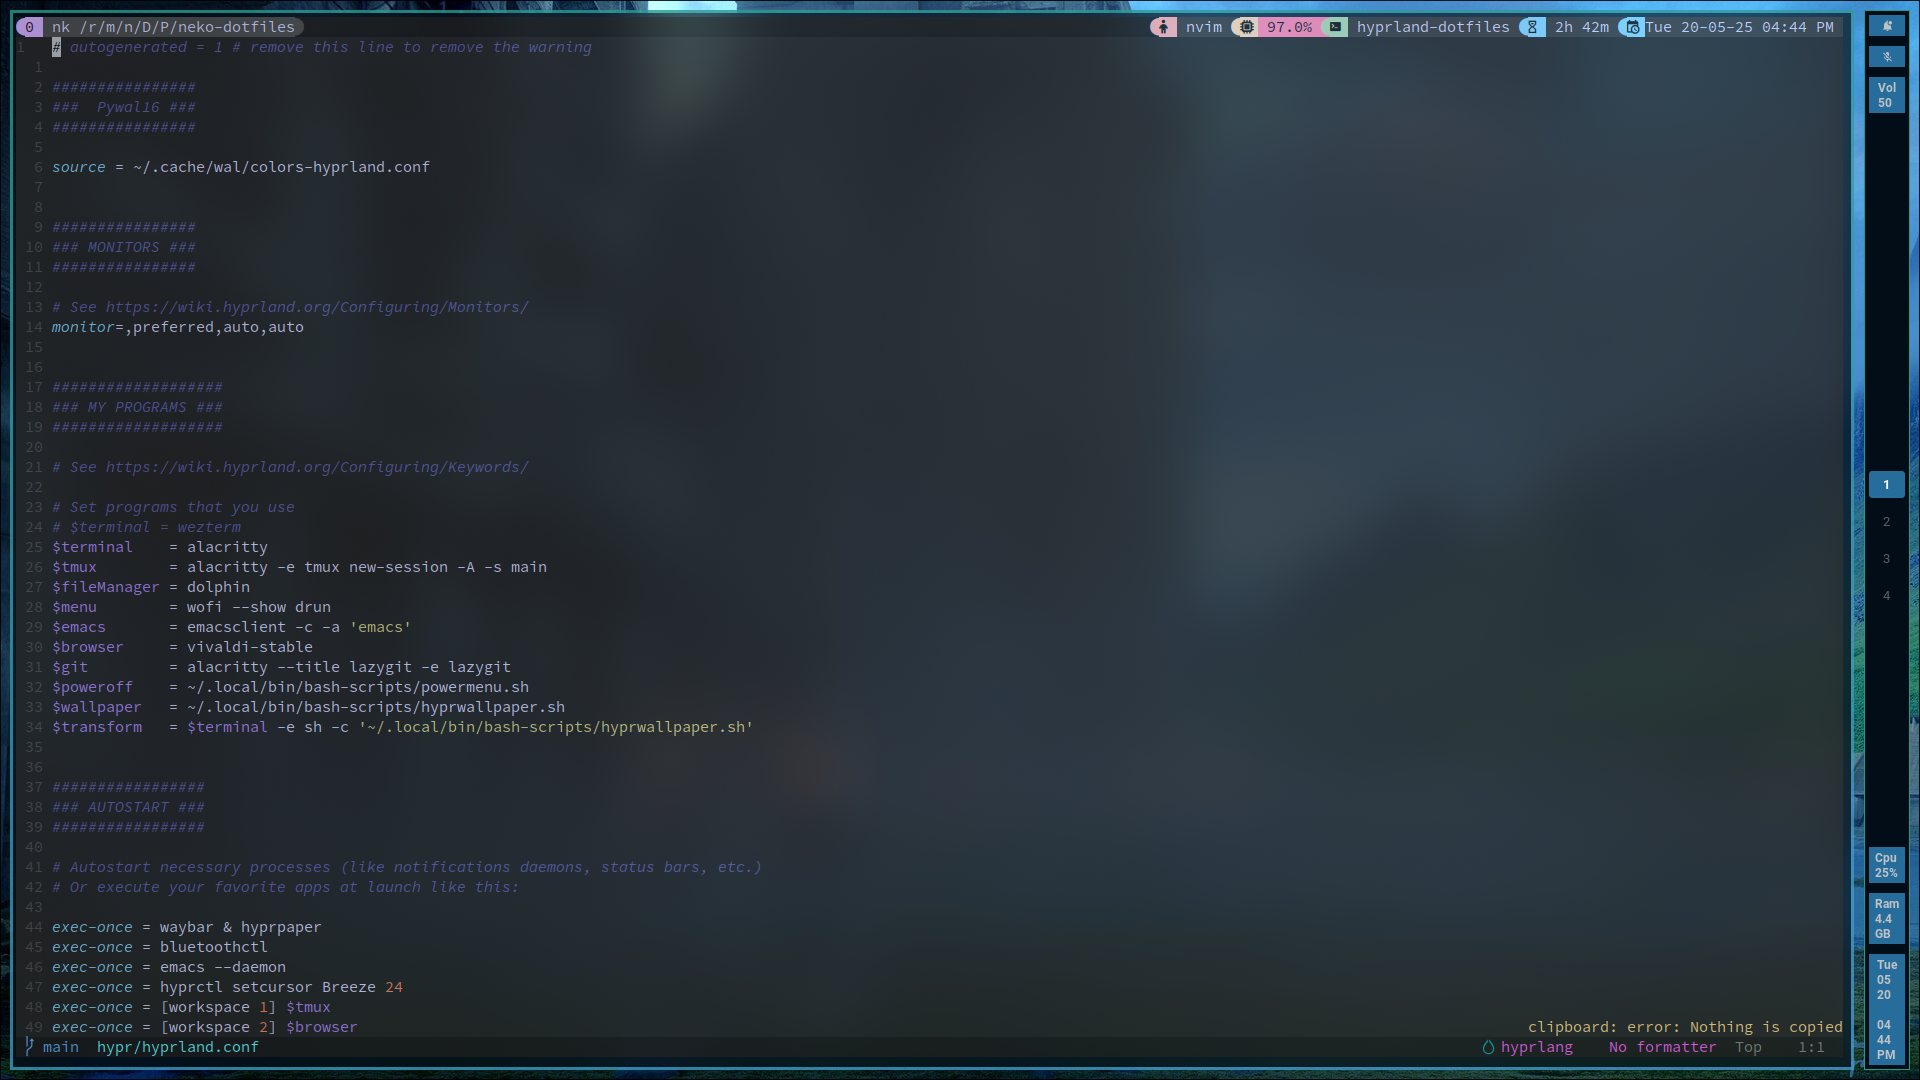 0 nk /r/m/n/D/P/neko-dotfiles nvim 97.0% hyprland-dotfiles 2h 42m Tue 20-05-25 04:44 PM
1 # autogenerated = 1 # remove this line to remove the warning
1
2 ################
3 ###  Pywal16 ###
4 ################
5
6 source = ~/.cache/wal/colors-hyprland.conf
7
8
9 ################
10 ### MONITORS ###
11 ################
12
13 # See https://wiki.hyprland.org/Configuring/Monitors/
14 monitor=,preferred,auto,auto
15
16
17 ###################
18 ### MY PROGRAMS ###
19 ###################
20
21 # See https://wiki.hyprland.org/Configuring/Keywords/
22
23 # Set programs that you use
24 # $terminal = wezterm
25 $terminal    = alacritty
26 $tmux        = alacritty -e tmux new-session -A -s main
27 $fileManager = dolphin
28 $menu        = wofi --show drun
29 $emacs       = emacsclient -c -a 'emacs'
30 $browser     = vivaldi-stable
31 $git         = alacritty --title lazygit -e lazygit
32 $poweroff    = ~/.local/bin/bash-scripts/powermenu.sh
33 $wallpaper   = ~/.local/bin/bash-scripts/hyprwallpaper.sh
34 $transform   = $terminal -e sh -c '~/.local/bin/bash-scripts/hyprwallpaper.sh'
35
36
37 #################
38 ### AUTOSTART ###
39 #################
40
41 # Autostart necessary processes (like notifications daemons, status bars, etc.)
42 # Or execute your favorite apps at launch like this:
43
44 exec-once = waybar & hyprpaper
45 exec-once = bluetoothctl
46 exec-once = emacs --daemon
47 exec-once = hyprctl setcursor Breeze 24
48 exec-once = [workspace 1] $tmux
49 exec-once = [workspace 2] $browser
clipboard: error: Nothing is copied
main hypr/hyprland.conf hyprlang No formatter Top 1:1
Vol
50
1
2
3
4
Cpu
25%
Ram
4.4
GB
Tue
05
20
04
44
PM